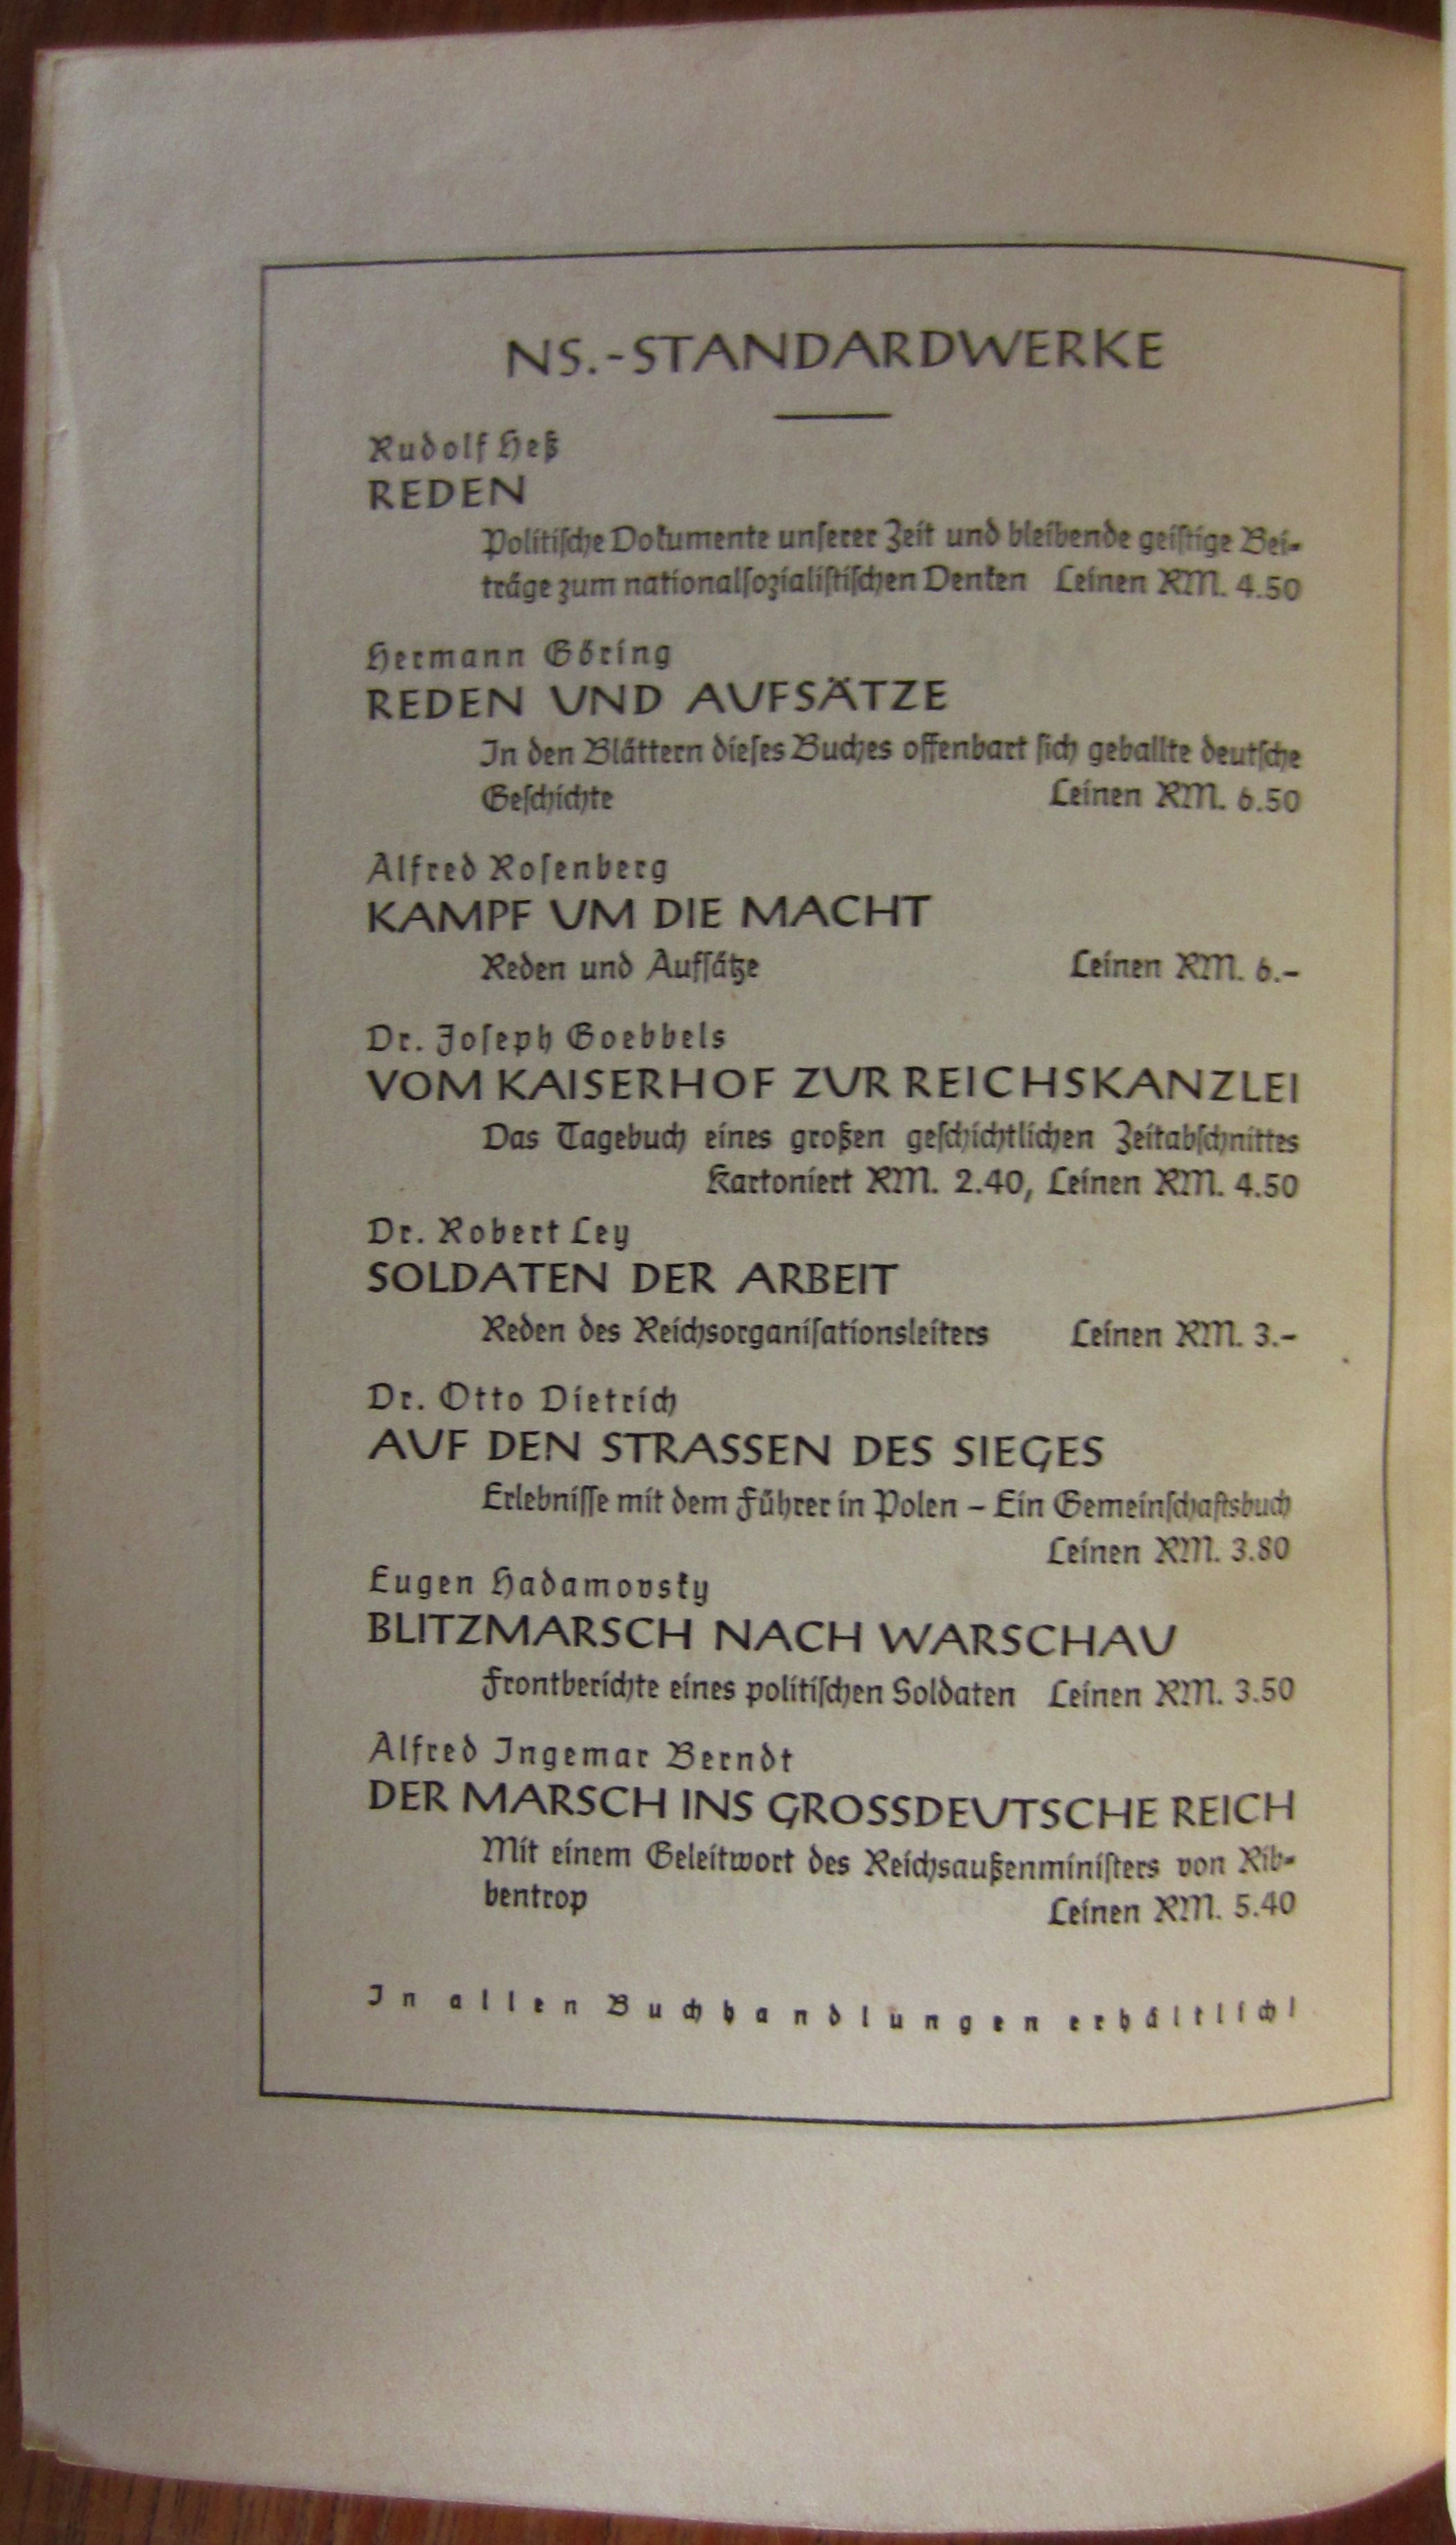 NS.-STANDARDWERKE
Rudolf Heß
REDEN
Politische Dokumente unserer Zeit und bleibende geistige Bei-
träge zum nationalsozialistischen Denken Leinen RM. 4.50
Hermann Göring
REDEN UND AUFSÄTZE
In den Blättern dieses Buches offenbart sich geballte deutsche
Geschichte Leinen RM. 6.50
Alfred Rosenberg
KAMPF UM DIE MACHT
Reden und Aufsätze Leinen RM. 6.–
Dr. Joseph Goebbels
VOM KAISERHOF ZUR REICHSKANZLEI
Das Tagebuch eines großen geschichtlichen Zeitabschnittes
Kartoniert RM. 2.40, Leinen RM. 4.50
Dr. Robert Ley
SOLDATEN DER ARBEIT
Reden des Reichsorganisationsleiters Leinen RM. 3.–
Dr. Otto Dietrich
AUF DEN STRASSEN DES SIEGES
Erlebnisse mit dem Führer in Polen – Ein Gemeinschaftsbuch
Leinen RM. 3.80
Eugen Hadamovsky
BLITZMARSCH NACH WARSCHAU
Frontberichte eines politischen Soldaten Leinen RM. 3.50
Alfred Ingemar Berndt
DER MARSCH INS GROSSDEUTSCHE REICH
Mit einem Geleitwort des Reichsaußenministers von Rib-
bentrop Leinen RM. 5.40
In allen Buchhandlungen erhältlich!